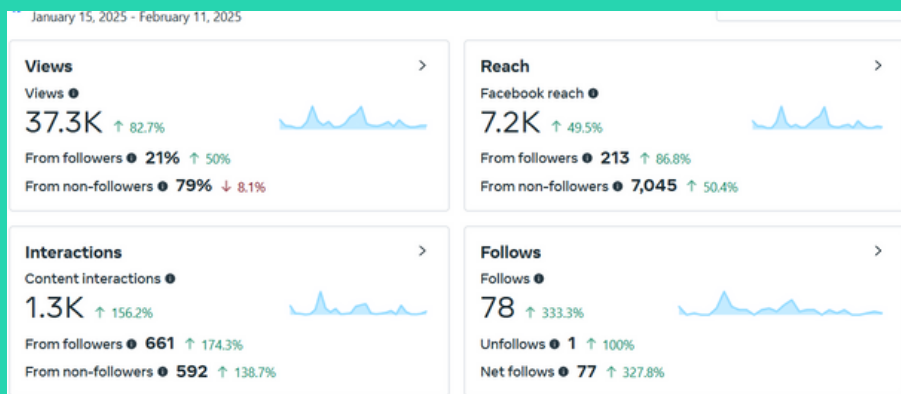 January 15, 2025 - February 11, 2025
Views
Views
37.3K ↑ 82.7%
From followers 21% ↑ 50%
From non-followers 79% ↓ 8.1%
Reach
Facebook reach
7.2K ↑ 49.5%
From followers 213 ↑ 86.8%
From non-followers 7,045 ↑ 50.4%
Interactions
Content interactions
1.3K ↑ 156.2%
From followers 661 ↑ 174.3%
From non-followers 592 ↑ 138.7%
Follows
Follows
78 ↑ 333.3%
Unfollows 1 ↑ 100%
Net follows 77 ↑ 327.8%